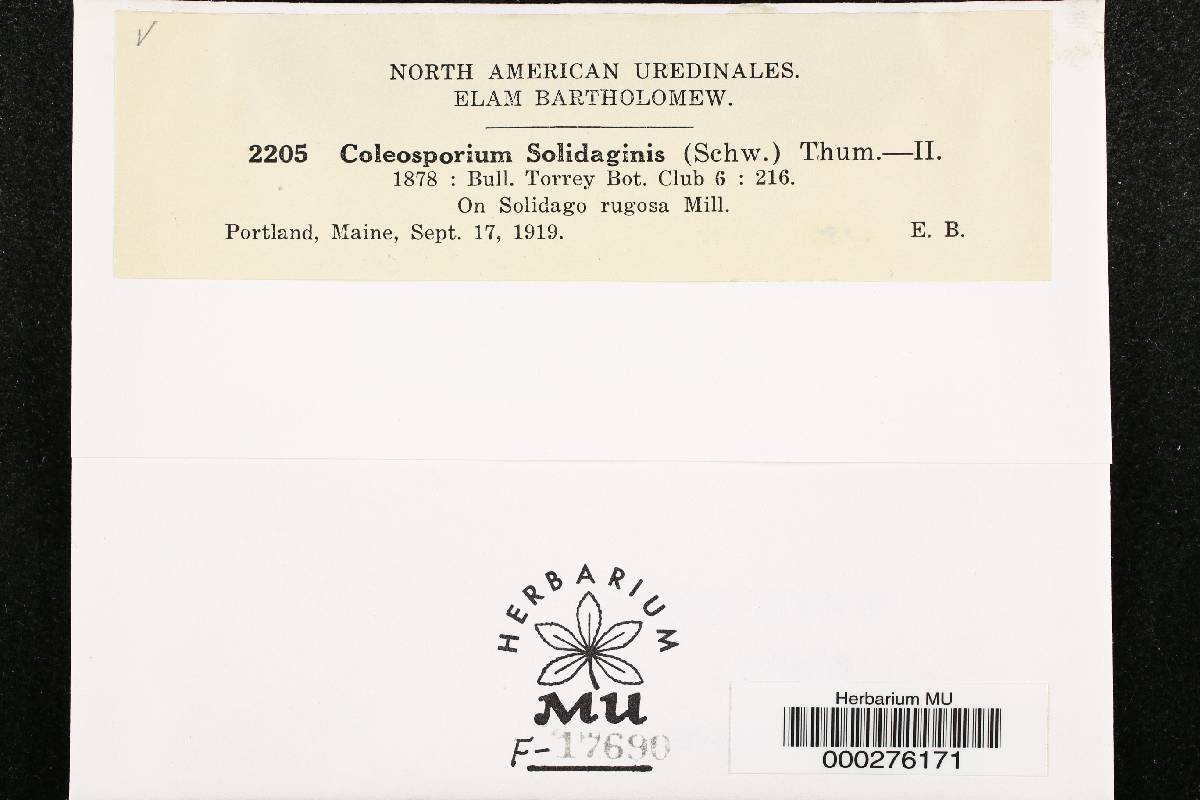 NORTH AMERICAN UREDINALES.
ELAM BARTHOLOMEW.
2205 Coleosporium Solidaginis (Schw.) Thum.—II.
1878 : Bull. Torrey Bot. Club 6 : 216.
On Solidago rugosa Mill.
Portland, Maine, Sept. 17, 1919. E. B.
HERBARIUM
MU
F-17690
Herbarium MU
000276171